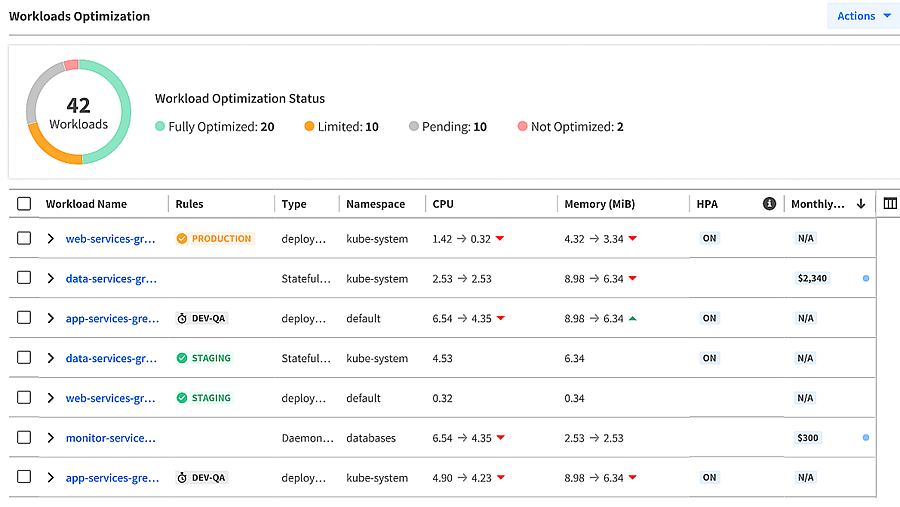 Workloads Optimization
Actions
42
Workloads
Workload Optimization Status
Fully Optimized: 20 Limited: 10 Pending: 10 Not Optimized: 2
Workload Name Rules Type Namespace CPU Memory (MiB) HPA Monthly...
web-services-gr... PRODUCTION deploy... kube-system 1.42 → 0.32 4.32 → 3.34 ON N/A
data-services-gr... Stateful... kube-system 2.53 → 2.53 8.98 → 6.34 $2,340
app-services-gre... DEV-QA deploy... default 6.54 → 4.35 8.98 → 6.34 ON N/A
data-services-gr... STAGING Stateful... kube-system 4.53 6.34 ON N/A
web-services-gr... STAGING deploy... default 0.32 0.34 N/A
monitor-service... Daemon... databases 6.54 → 4.35 2.53 → 2.53 $300
app-services-gre... DEV-QA deploy... kube-system 4.90 → 4.23 8.98 → 6.34 ON N/A